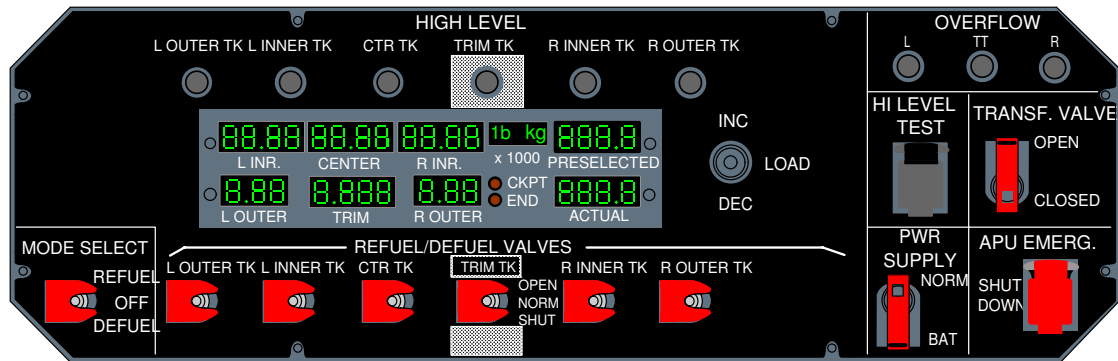 HIGH LEVEL
OVERFLOW
L OUTER TK L INNER TK CTR TK TRIM TK R INNER TK R OUTER TK
L TT R
HI LEVEL TEST
TRANSF. VALVE
OPEN
CLOSED
88.88 88.88 88.88 1b kg 888.8
L INR. CENTER R INR. x 1000 PRESELECTED
8.88 8.888 8.88 CKPT 888.8
END
L OUTER TRIM R OUTER ACTUAL
INC
LOAD
DEC
MODE SELECT
REFUEL
OFF
DEFUEL
REFUEL/DEFUEL VALVES
L OUTER TK L INNER TK CTR TK TRIM TK R INNER TK R OUTER TK
OPEN
NORM
SHUT
PWR
SUPPLY
NORM
BAT
APU EMERG.
SHUT
DOWN